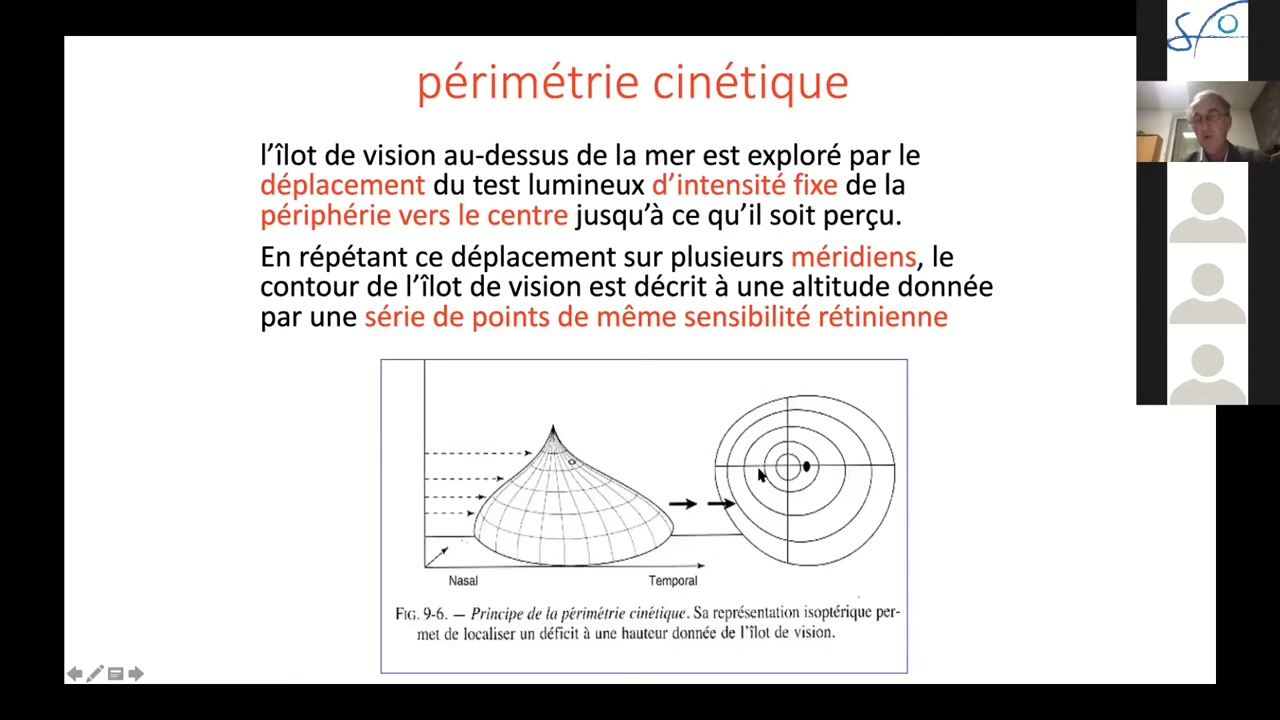 périmétrie cinétique
l’îlot de vision au-dessus de la mer est exploré par le
déplacement du test lumineux d’intensité fixe de la
périphérie vers le centre jusqu’à ce qu’il soit perçu.
En répétant ce déplacement sur plusieurs méridiens, le
contour de l’îlot de vision est décrit à une altitude donnée
par une série de points de même sensibilité rétinienne
Nasal
Temporal
FIG. 9-6. — Principe de la périmétrie cinétique. Sa représentation isoptérique per-
met de localiser un déficit à une hauteur donnée de l’îlot de vision.
sfo